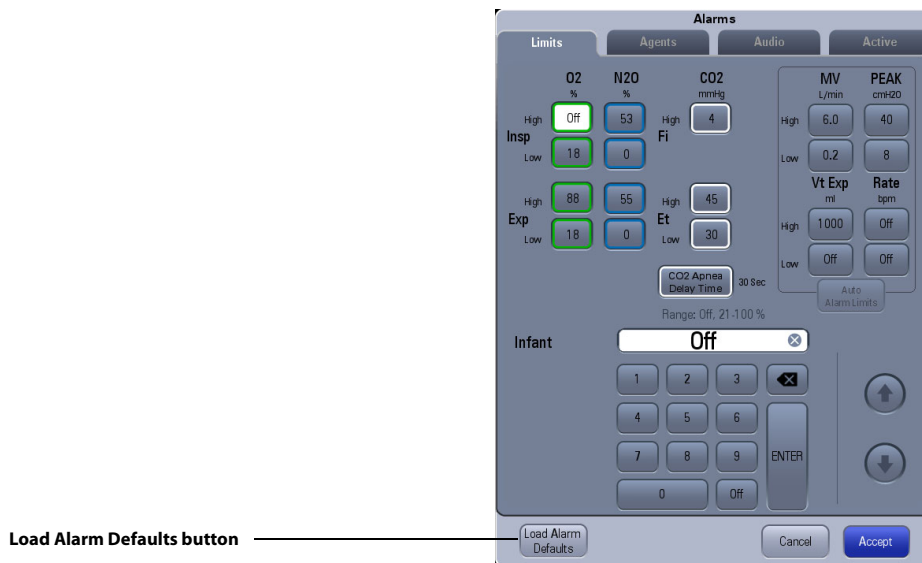 Alarms
Limits Agents Audio Active
O2 N2O CO2 MV PEAK
% % mmHg L/min cmH2O
High Off 53 High 4 High 6.0 40
Insp Fi
Low 18 0 Low 0.2 8
Vt Exp Rate
ml bpm
High 88 55 High 45 High 1000 Off
Exp Et
Low 18 0 Low 30 Low Off Off
CO2 Apnea
Delay Time 30 Sec
Auto
Alarm Limits
Range: Off, 21-100 %
Infant Off
1 2 3
4 5 6
7 8 9 ENTER
0 Off
Load Alarm Defaults button
Load Alarm
Defaults
Cancel Accept